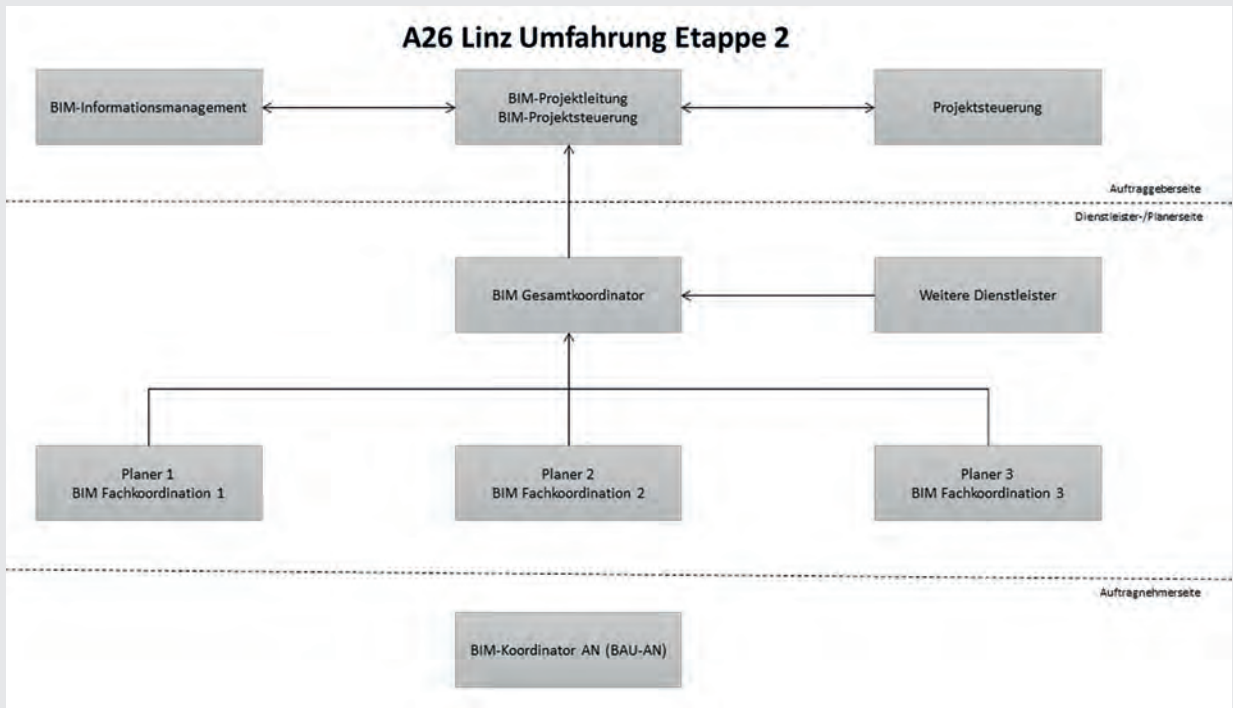 A26 Linz Umfahrung Etappe 2
BIM-Informationsmanagement
BIM-Projektleitung
BIM-Projektsteuerung
Projektsteuerung
Auftraggeberseite
Dienstleister-/Planerseite
BIM Gesamtkoordinator
Weitere Dienstleister
Planer 1
BIM Fachkoordination 1
Planer 2
BIM Fachkoordination 2
Planer 3
BIM Fachkoordination 3
Auftragnehmerseite
BIM-Koordinator AN (BAU-AN)